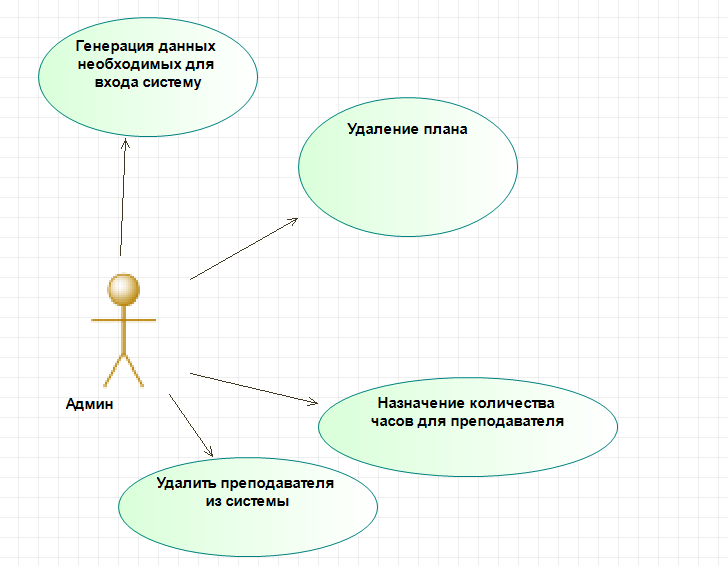 Генерация данных
необходимых для
входа систему
Удаление плана
Админ
Назначение количества
часов для преподавателя
Удалить преподавателя
из системы